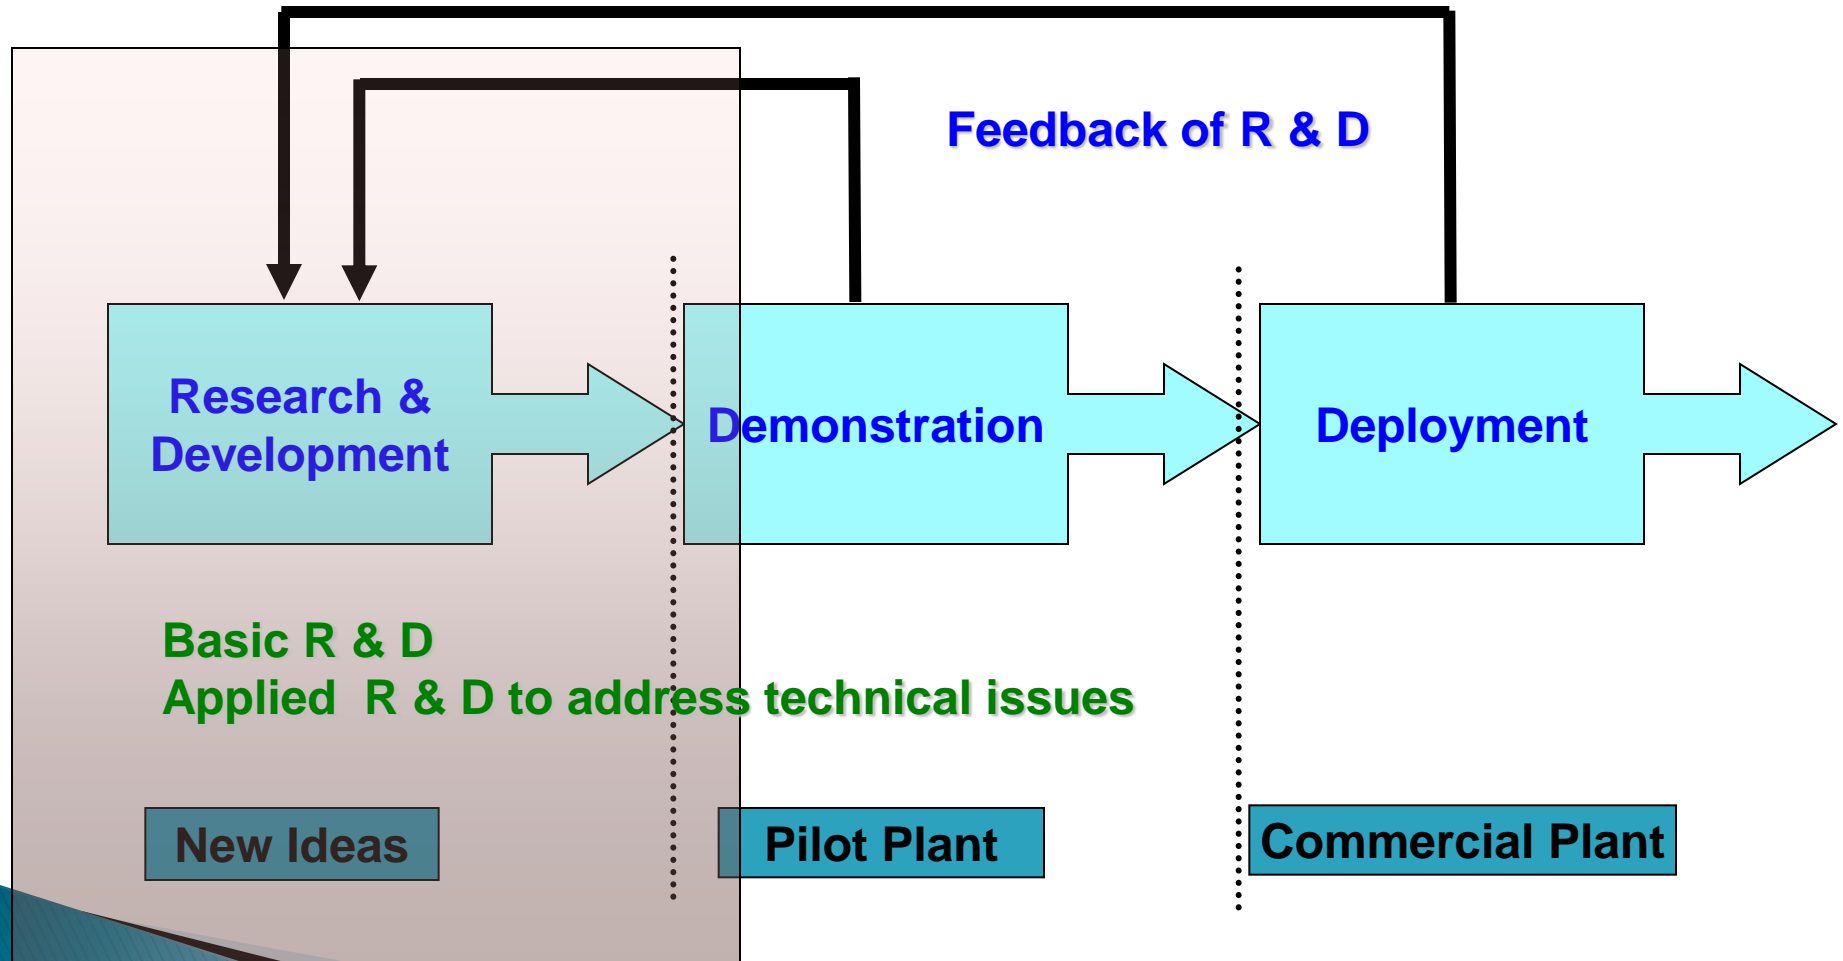 Feedback of R & D
Research &
Development
Demonstration
Deployment
Basic R & D
Applied  R & D to address technical issues
New Ideas
Pilot Plant
Commercial Plant